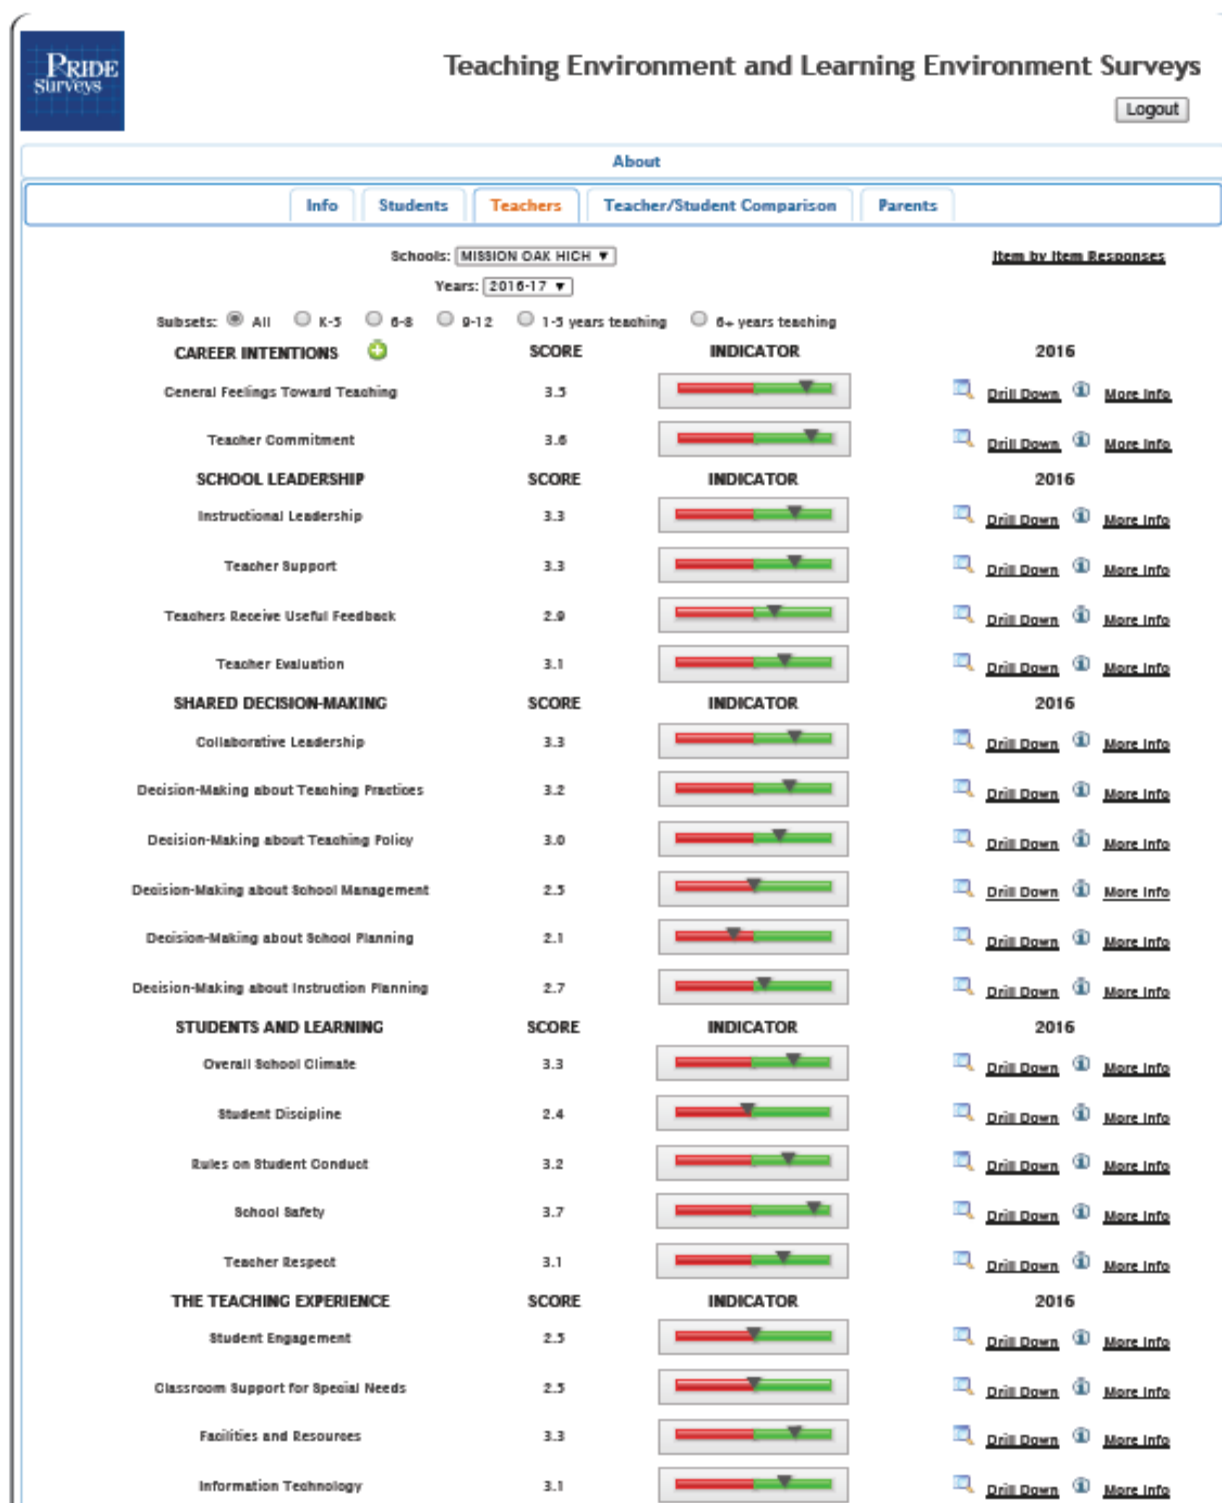 PRIDE
Surveys
Teaching Environment and Learning Environment Surveys
Logout
About
Info Students Teachers Teacher/Student Comparison Parents
Schools: MISSION OAK HIGH ▼ Item by Item Responses
Years: 2016-17 ▼
Subsets: All K-5 6-8 9-12 1-5 years teaching 6+ years teaching
CAREER INTENTIONS SCORE INDICATOR 2016
General Feelings Toward Teaching 3.5 Drill Down More Info
Teacher Commitment 3.6 Drill Down More Info
SCHOOL LEADERSHIP SCORE INDICATOR 2016
Instructional Leadership 3.3 Drill Down More Info
Teacher Support 3.3 Drill Down More Info
Teachers Receive Useful Feedback 2.9 Drill Down More Info
Teacher Evaluation 3.1 Drill Down More Info
SHARED DECISION-MAKING SCORE INDICATOR 2016
Collaborative Leadership 3.3 Drill Down More Info
Decision-Making about Teaching Practices 3.2 Drill Down More Info
Decision-Making about Teaching Policy 3.0 Drill Down More Info
Decision-Making about School Management 2.5 Drill Down More Info
Decision-Making about School Planning 2.1 Drill Down More Info
Decision-Making about Instruction Planning 2.7 Drill Down More Info
STUDENTS AND LEARNING SCORE INDICATOR 2016
Overall School Climate 3.3 Drill Down More Info
Student Discipline 2.4 Drill Down More Info
Rules on Student Conduct 3.2 Drill Down More Info
School Safety 3.7 Drill Down More Info
Teacher Respect 3.1 Drill Down More Info
THE TEACHING EXPERIENCE SCORE INDICATOR 2016
Student Engagement 2.5 Drill Down More Info
Classroom Support for Special Needs 2.5 Drill Down More Info
Facilities and Resources 3.3 Drill Down More Info
Information Technology 3.1 Drill Down More Info